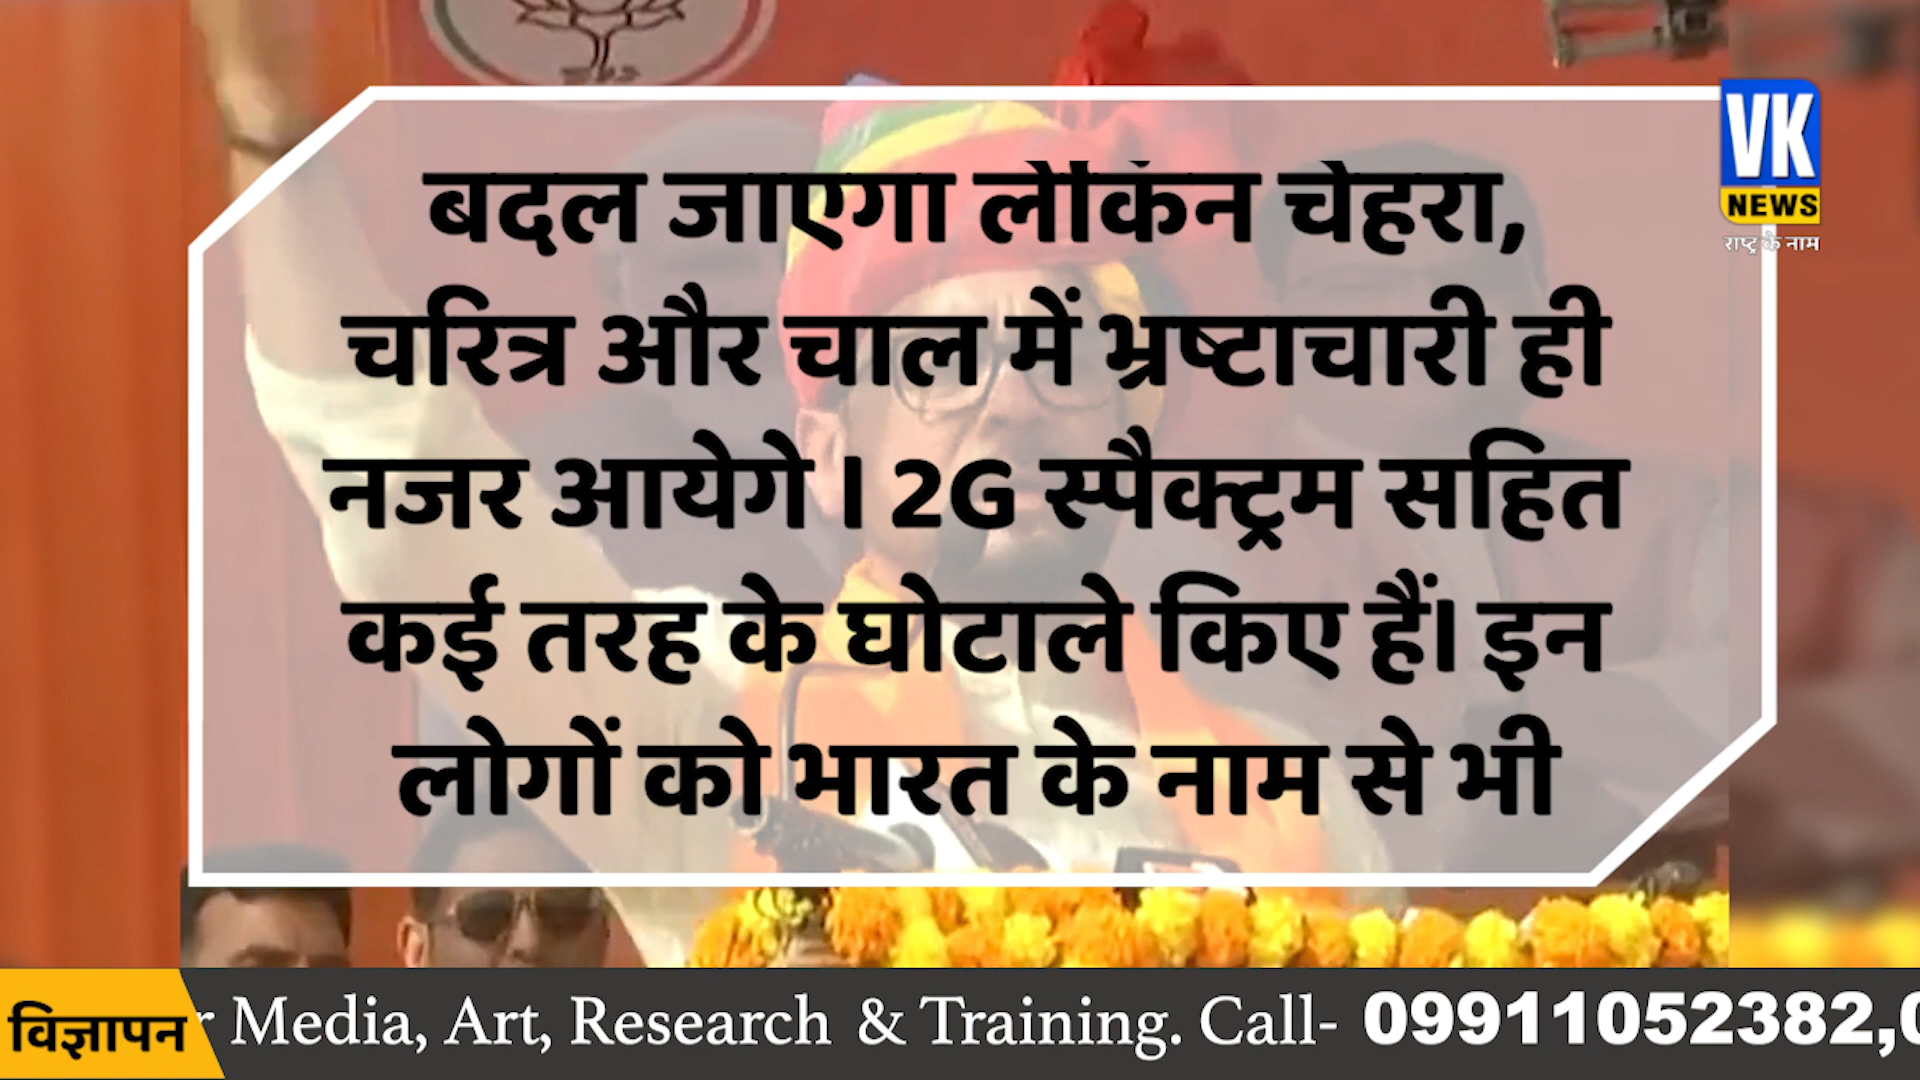 बदल जाएगा लेकिन चेहरा,
चरित्र और चाल में भ्रष्टाचारी ही
नजर आयेगे । 2G स्पैक्ट्रम सहित
कई तरह के घोटाले किए हैं। इन
लोगों को भारत के नाम से भी
VK
NEWS
राष्ट्र के नाम
विज्ञापन
r Media, Art, Research & Training. Call- 09911052382,0